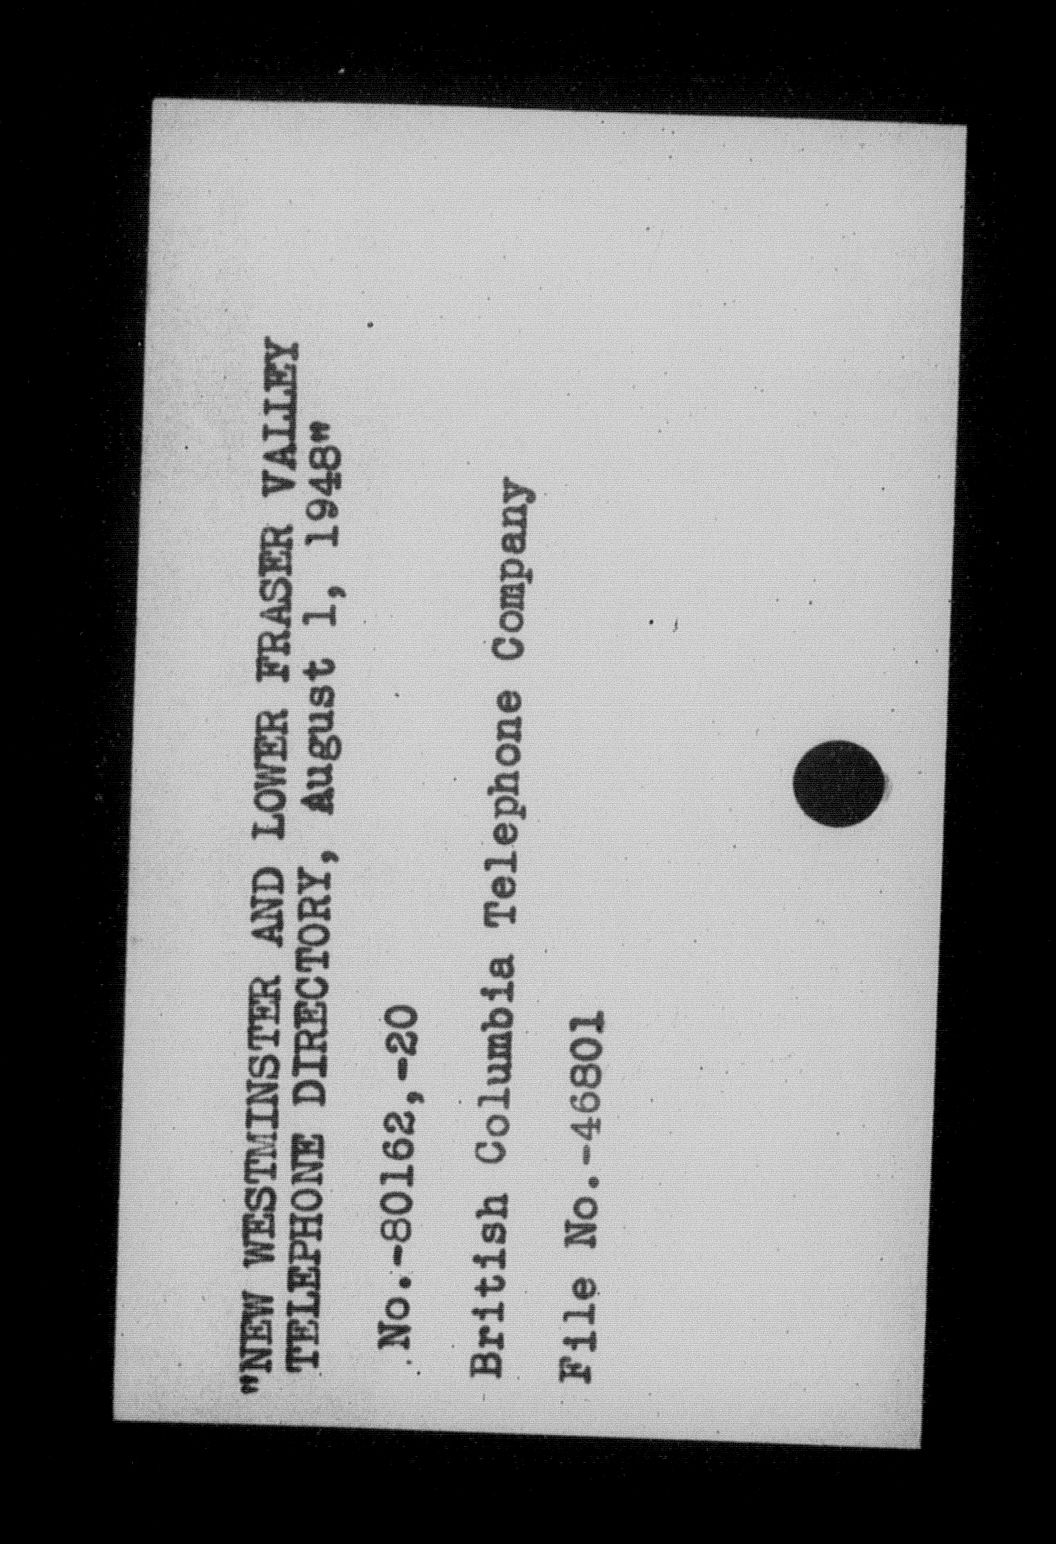 "NEW WESTMINSTER AND LOWER FRASER VALLEY
TELEPHONE DIRECTORY, August 1, 1948"
No.-80162,-20
British Columbia Telephone Company
File No.-46801